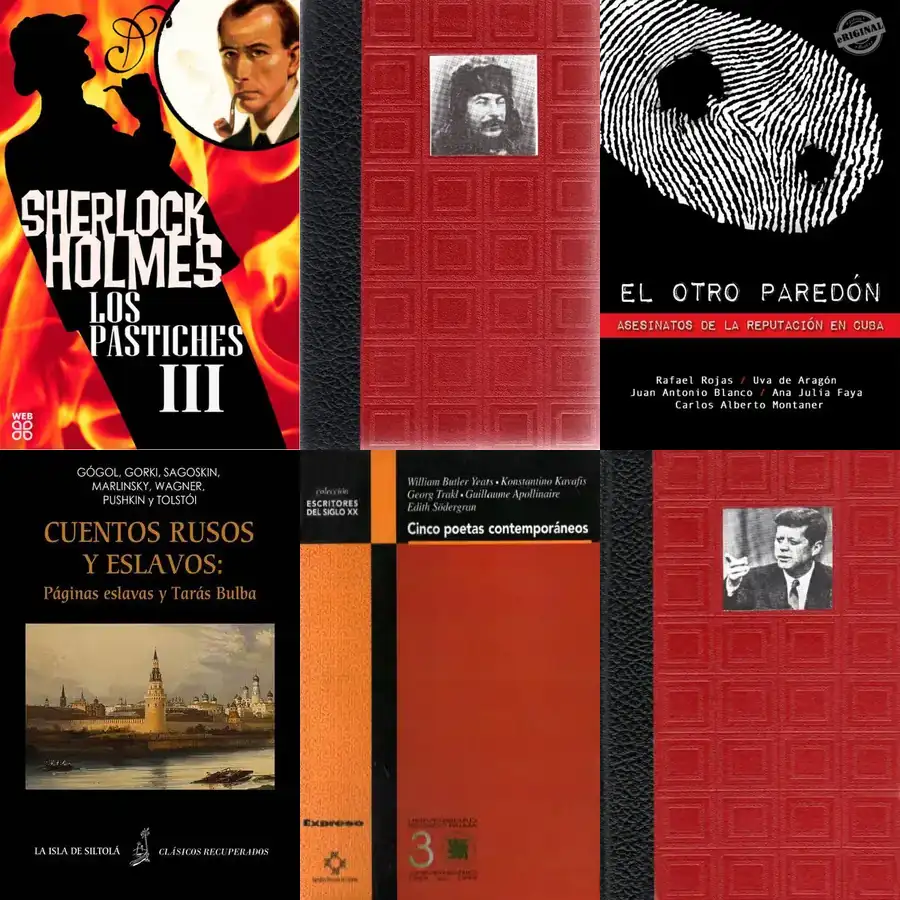 SHERLOCK
HOLMES
LOS
PASTICHES
III
WEB
ORIGINAL
EL OTRO PAREDÓN
ASESINATOS DE LA REPUTACIÓN EN CUBA
Rafael Rojas / Uva de Aragón
Juan Antonio Blanco / Ana Julia Faya
Carlos Alberto Montaner
GÓGOL, GORKI, SAGOSKIN,
MARLINSKY, WAGNER,
PUSHKIN y TOLSTÓI
CUENTOS RUSOS
Y ESLAVOS:
Páginas eslavas y Tarás Bulba
LA ISLA DE SILTOLÁ
CLÁSICOS RECUPERADOS
colección
ESCRITORES
DEL SIGLO XX
William Butler Yeats • Konstantino Kavafis
Georg Trakl • Guillaume Apollinaire
Edith Södergran
Cinco poetas contemporáneos
Expreso
3